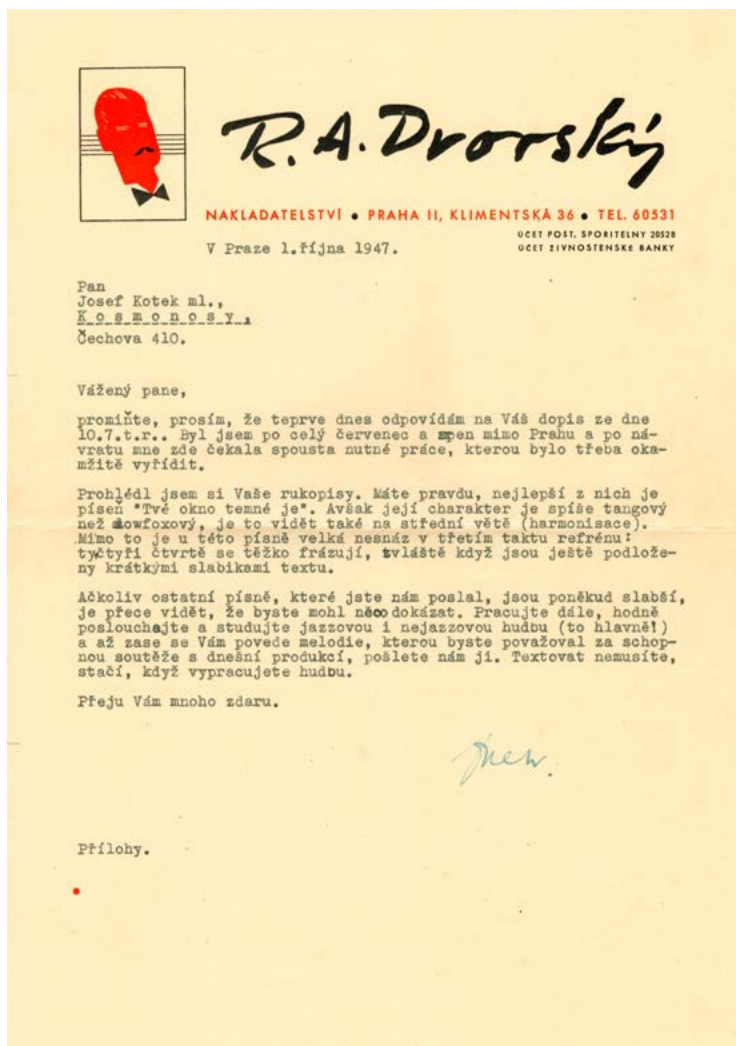 R.A.Dvorský
NAKLADATELSTVÍ • PRAHA II, KLIMENTSKÁ 36 • TEL. 60531
ÚČET POŠT. SPOŘITELNY 20528
ÚČET ŽIVNOSTENSKÉ BANKY
V Praze 1.října 1947.
Pan
Josef Kotek ml.,
Kosmonosy,
Čechova 410.
Vážený pane,
promiňte, prosím, že teprve dnes odpovídám na Váš dopis ze dne
10.7.t.r.. Byl jsem po celý červenec a srpen mimo Prahu a po ná-
vratu mne zde čekala spousta nutné práce, kterou bylo třeba oka-
mžitě vyřídit.
Prohlédl jsem si Vaše rukopisy. Máte pravdu, nejlepší z nich je
píseň "Tvé okno temné je". Avšak její charakter je spíše tangový
než slowfoxový, je to vidět také na střední větě (harmonisace).
Mimo to je u této písně velká nesnáz v třetím taktu refrénu:
tyčtyři čtvrtě se těžko frázují, zvláště když jsou ještě podlože-
ny krátkými slabikami textu.
Ačkoliv ostatní písně, které jste nám poslal, jsou poněkud slabší,
je přece vidět, že byste mohl něco dokázat. Pracujte dále, hodně
poslouchejte a studujte jazzovou i nejazzovou hudbu (to hlavně!)
a až zase se Vám povede melodie, kterou byste považoval za schop-
nou soutěže s dnešní produkcí, pošlete nám ji. Textovat nemusíte,
stačí, když vypracujete hudbu.
Přeju Vám mnoho zdaru.
Přílohy.